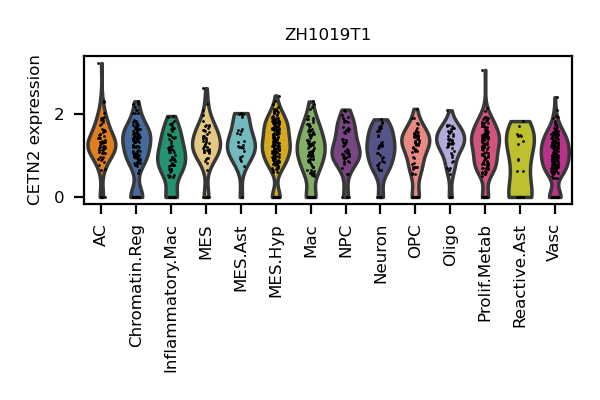 ZH1019T1
CETN2 expression
2
0
AC
Chromatin.Reg
Inflammatory.Mac
MES
MES.Ast
MES.Hyp
Mac
NPC
Neuron
OPC
Oligo
Prolif.Metab
Reactive.Ast
Vasc